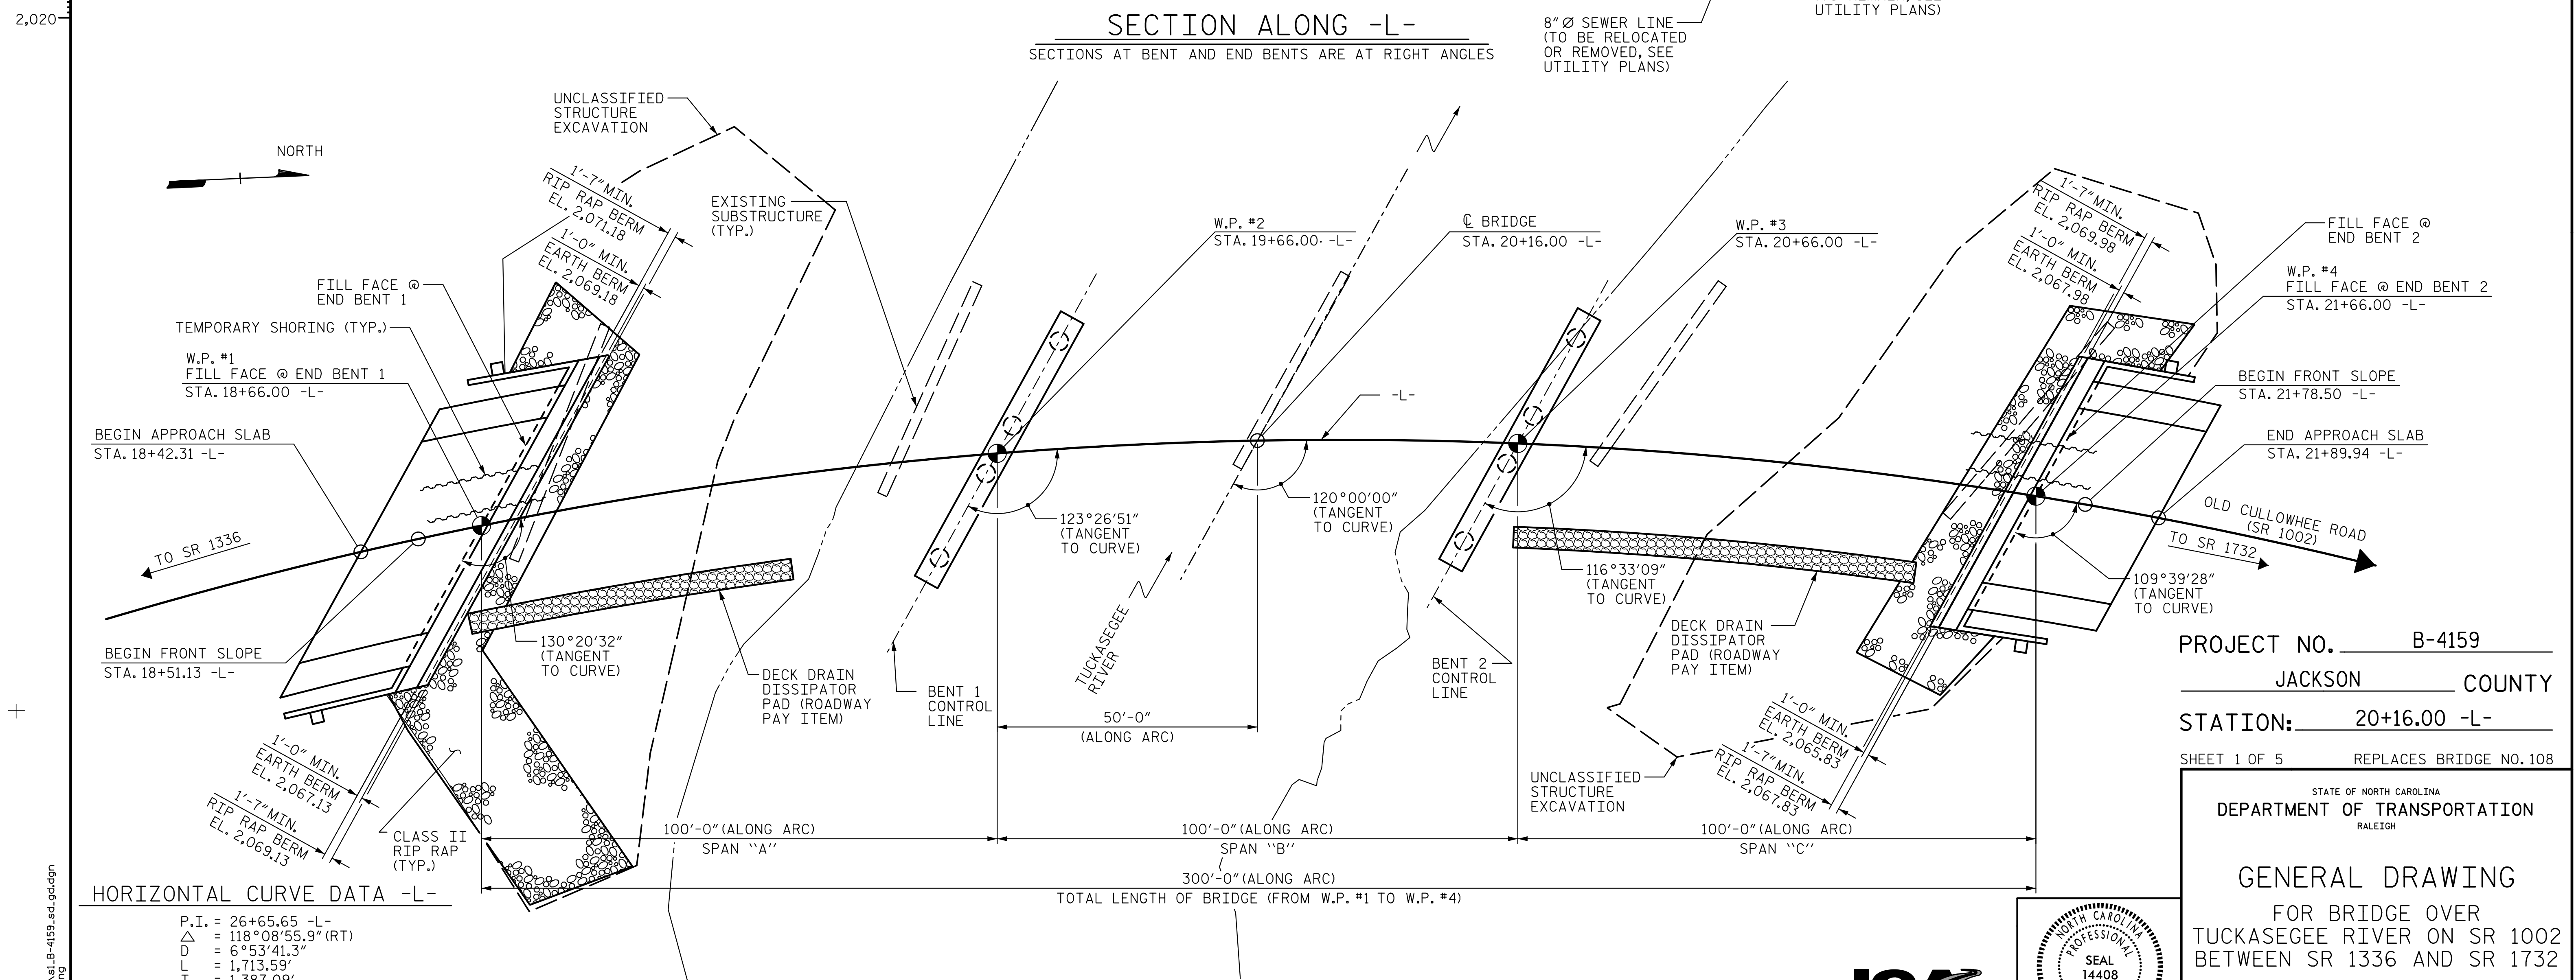 2,020
SECTION ALONG -L-
SECTIONS AT BENT AND END BENTS ARE AT RIGHT ANGLES
8"Ø SEWER LINE
(TO BE RELOCATED
OR REMOVED, SEE
UTILITY PLANS)
UTILITY PLANS)
NORTH
UNCLASSIFIED
STRUCTURE
EXCAVATION
1'-7" MIN.
RIP RAP BERM
EL. 2,071.18
1'-0" MIN.
EARTH BERM
EL. 2,069.18
EXISTING
SUBSTRUCTURE
(TYP.)
W.P. #2
STA. 19+66.00 -L-
℄ BRIDGE
STA. 20+16.00 -L-
W.P. #3
STA. 20+66.00 -L-
1'-7" MIN.
RIP RAP BERM
EL. 2,069.98
1'-0" MIN.
EARTH BERM
EL. 2,067.98
FILL FACE @
END BENT 2
W.P. #4
FILL FACE @ END BENT 2
STA. 21+66.00 -L-
FILL FACE @
END BENT 1
TEMPORARY SHORING (TYP.)
W.P. #1
FILL FACE @ END BENT 1
STA. 18+66.00 -L-
BEGIN APPROACH SLAB
STA. 18+42.31 -L-
-L-
BEGIN FRONT SLOPE
STA. 21+78.50 -L-
END APPROACH SLAB
STA. 21+89.94 -L-
TO SR 1336
123°26'51"
(TANGENT
TO CURVE)
120°00'00"
(TANGENT
TO CURVE)
116°33'09"
(TANGENT
TO CURVE)
OLD CULLOWHEE ROAD
(SR 1002)
TO SR 1732
109°39'28"
(TANGENT
TO CURVE)
BEGIN FRONT SLOPE
STA. 18+51.13 -L-
130°20'32"
(TANGENT
TO CURVE)
DECK DRAIN
DISSIPATOR
PAD (ROADWAY
PAY ITEM)
BENT 1
CONTROL
LINE
TUCKASEGEE
RIVER
50'-0"
(ALONG ARC)
BENT 2
CONTROL
LINE
DECK DRAIN
DISSIPATOR
PAD (ROADWAY
PAY ITEM)
1'-0" MIN.
EARTH BERM
EL. 2,067.13
1'-7" MIN.
RIP RAP BERM
EL. 2,069.13
CLASS II
RIP RAP
(TYP.)
UNCLASSIFIED
STRUCTURE
EXCAVATION
1'-0" MIN.
EARTH BERM
EL. 2,065.83
1'-7" MIN.
RIP RAP BERM
EL. 2,067.83
100'-0" (ALONG ARC)
SPAN "A"
100'-0" (ALONG ARC)
SPAN "B"
100'-0" (ALONG ARC)
SPAN "C"
300'-0" (ALONG ARC)
TOTAL LENGTH OF BRIDGE (FROM W.P. #1 TO W.P. #4)
HORIZONTAL CURVE DATA -L-
P.I. = 26+65.65 -L-
△ = 118°08'55.9" (RT)
D = 6°53'41.3"
L = 1,713.59'
T = 1,387.09'
PROJECT NO. B-4159
JACKSON COUNTY
STATION: 20+16.00 -L-
SHEET 1 OF 5 REPLACES BRIDGE NO. 108
STATE OF NORTH CAROLINA
DEPARTMENT OF TRANSPORTATION
RALEIGH
GENERAL DRAWING
FOR BRIDGE OVER
TUCKASEGEE RIVER ON SR 1002
BETWEEN SR 1336 AND SR 1732
NORTH CAROLINA
PROFESSIONAL
SEAL
14408